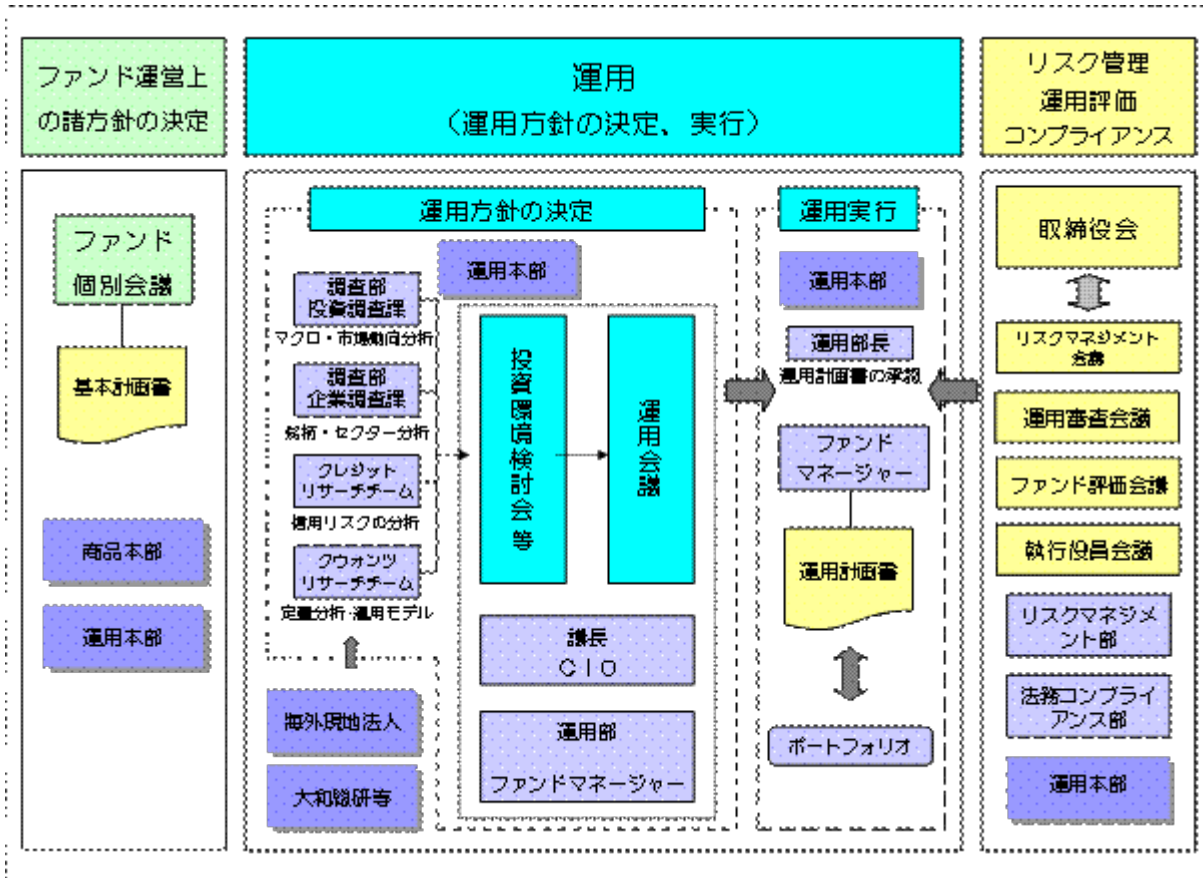 ファンド運営上
の諸方針の決定
運用
(運用方針の決定、実行)
リスク管理
運用評価
コンプライアンス
ファンド
個別会議
基本計画書
商品本部
運用本部
運用方針の決定
運用本部
調査部
投資調査課
マクロ・市場動向分析
調査部
企業調査課
銘柄・セクター分析
クレジット
リサーチチーム
信用リスクの分析
クウォンツ
リサーチチーム
定量分析・運用モデル
海外現地法人
大和総研等
投資環境検討会 等
運用会議
議長
CIO
運用部
ファンドマネージャー
運用実行
運用本部
運用部長
運用計画書の承認
ファンド
マネージャー
運用計画書
ポートフォリオ
取締役会
リスクマネジメント
会議
運用審査会議
ファンド評価会議
執行役員会議
リスクマネジメ
ント部
法務コンプライ
アンス部
運用本部